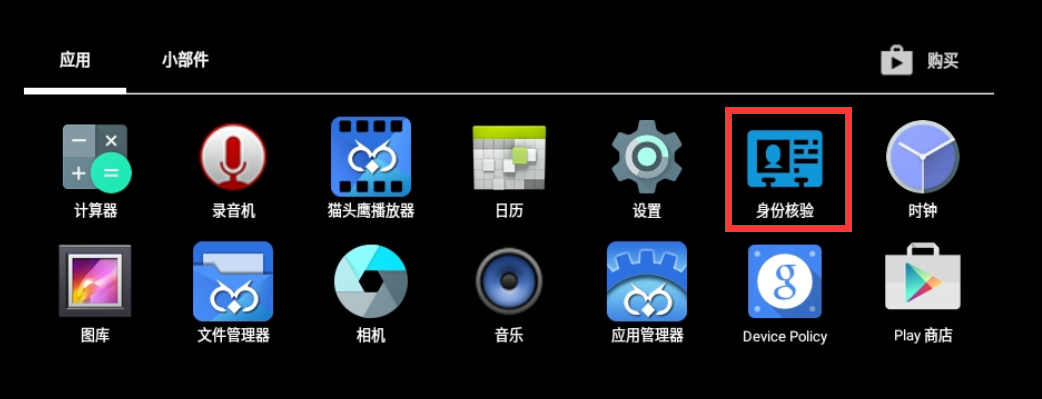 应用
小部件
购买
计算器
录音机
猫头鹰播放器
日历
设置
身份核验
时钟
图库
文件管理器
相机
音乐
应用管理器
Device Policy
Play 商店